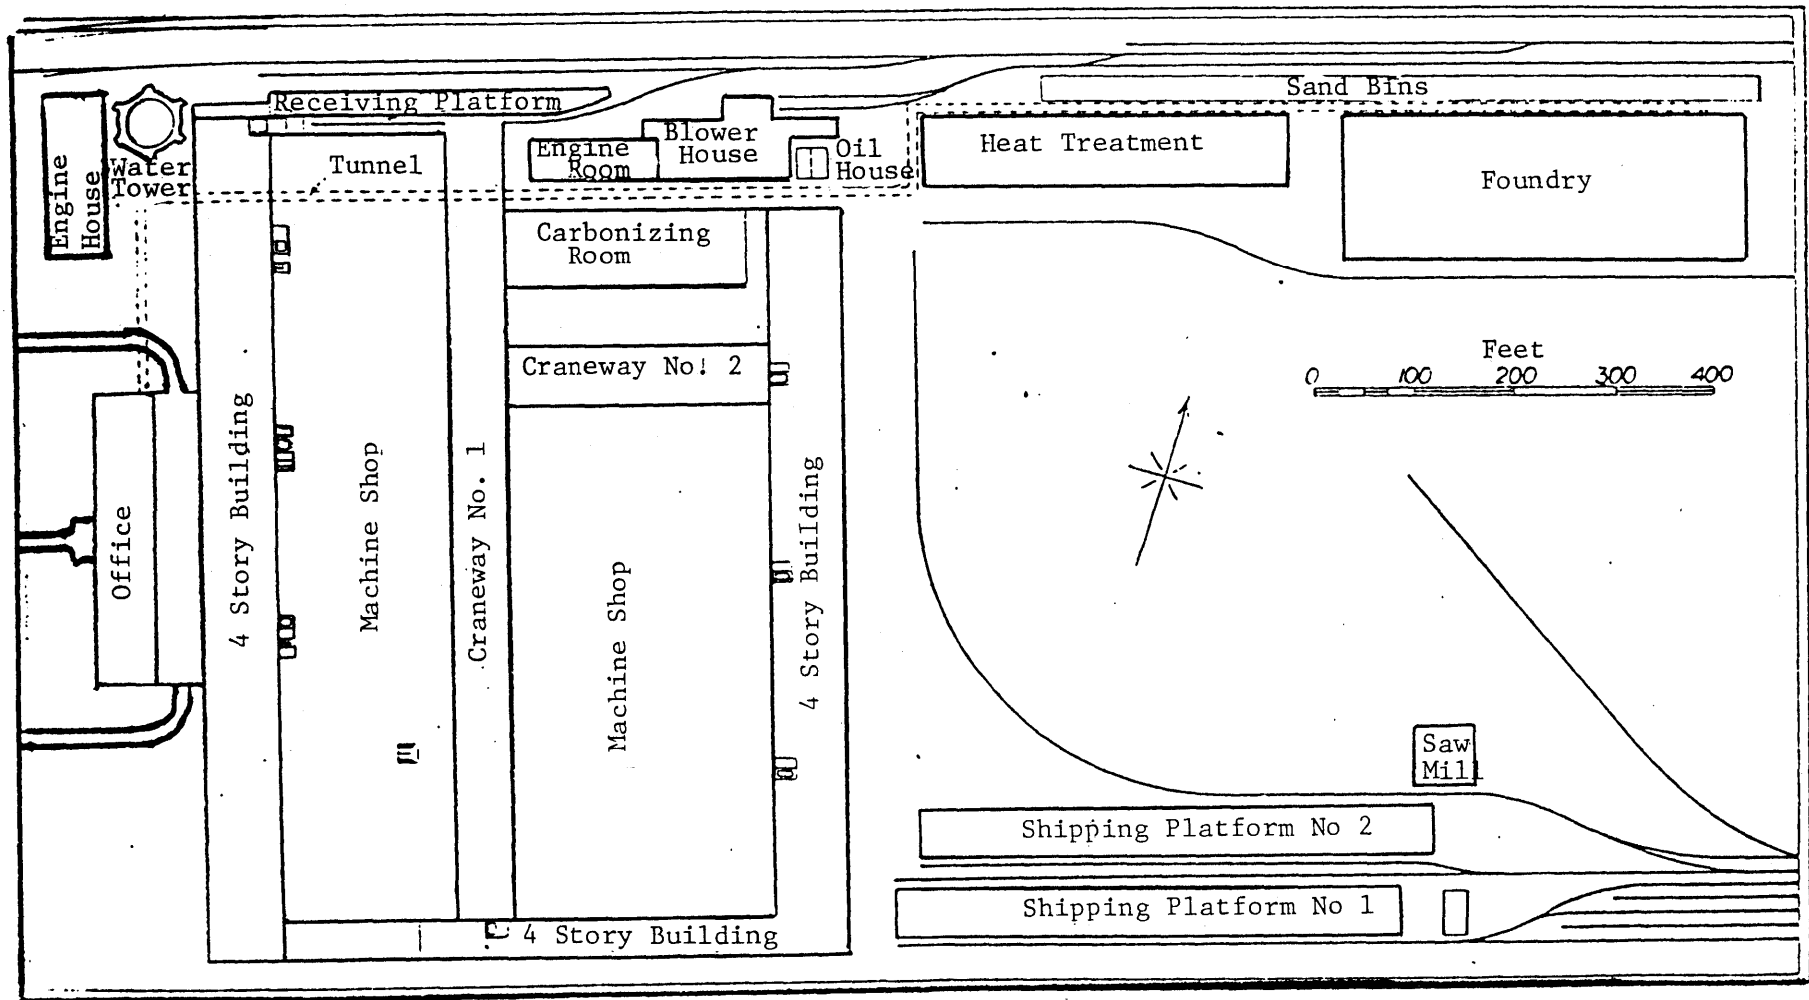 Sand Bins
Receiving Platform
Engine
House
Water
Tower
Tunnel
Engine
Room
Blower
House
Oil
House
Heat Treatment
Foundry
Carbonizing
Room
Craneway No. 2
Feet
0 100 200 300 400
Office
4 Story Building
Machine Shop
Craneway No. 1
Machine Shop
4 Story Building
Saw
Mill
Shipping Platform No 2
Shipping Platform No 1
4 Story Building